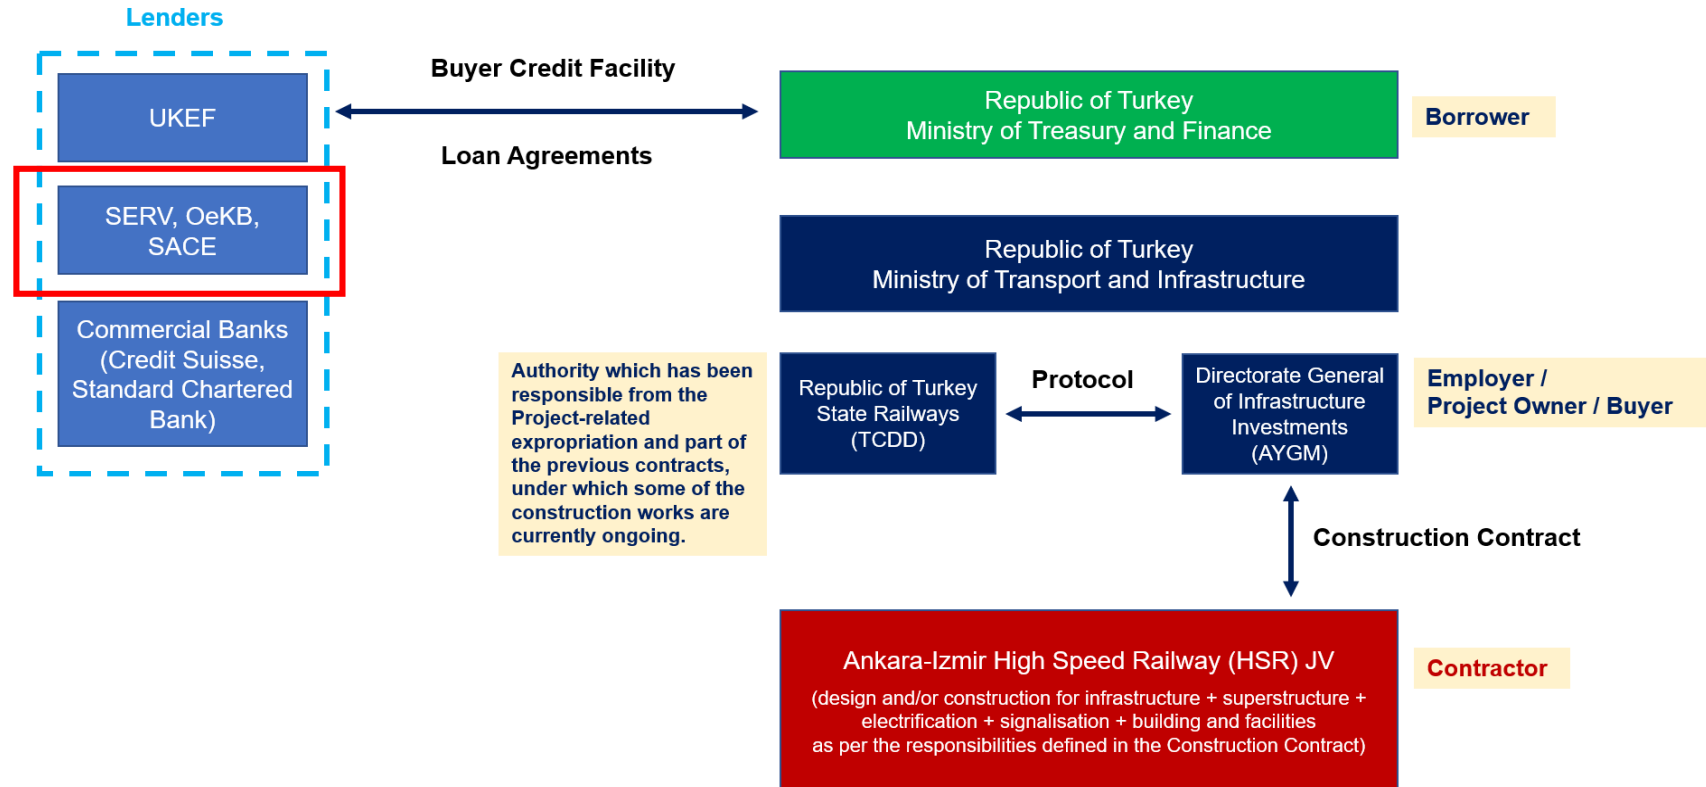 Lenders
UKEF
SERV, OeKB,
SACE
Commercial Banks
(Credit Suisse,
Standard Chartered
Bank)
Buyer Credit Facility
Loan Agreements
Republic of Turkey
Ministry of Treasury and Finance
Borrower
Republic of Turkey
Ministry of Transport and Infrastructure
Authority which has been
responsible from the
Project-related
expropriation and part of
the previous contracts,
under which some of the
construction works are
currently ongoing.
Republic of Turkey
State Railways
(TCDD)
Protocol
Directorate General
of Infrastructure
Investments
(AYGM)
Employer /
Project Owner / Buyer
Construction Contract
Ankara-Izmir High Speed Railway (HSR) JV
(design and/or construction for infrastructure + superstructure +
electrification + signalisation + building and facilities
as per the responsibilities defined in the Construction Contract)
Contractor